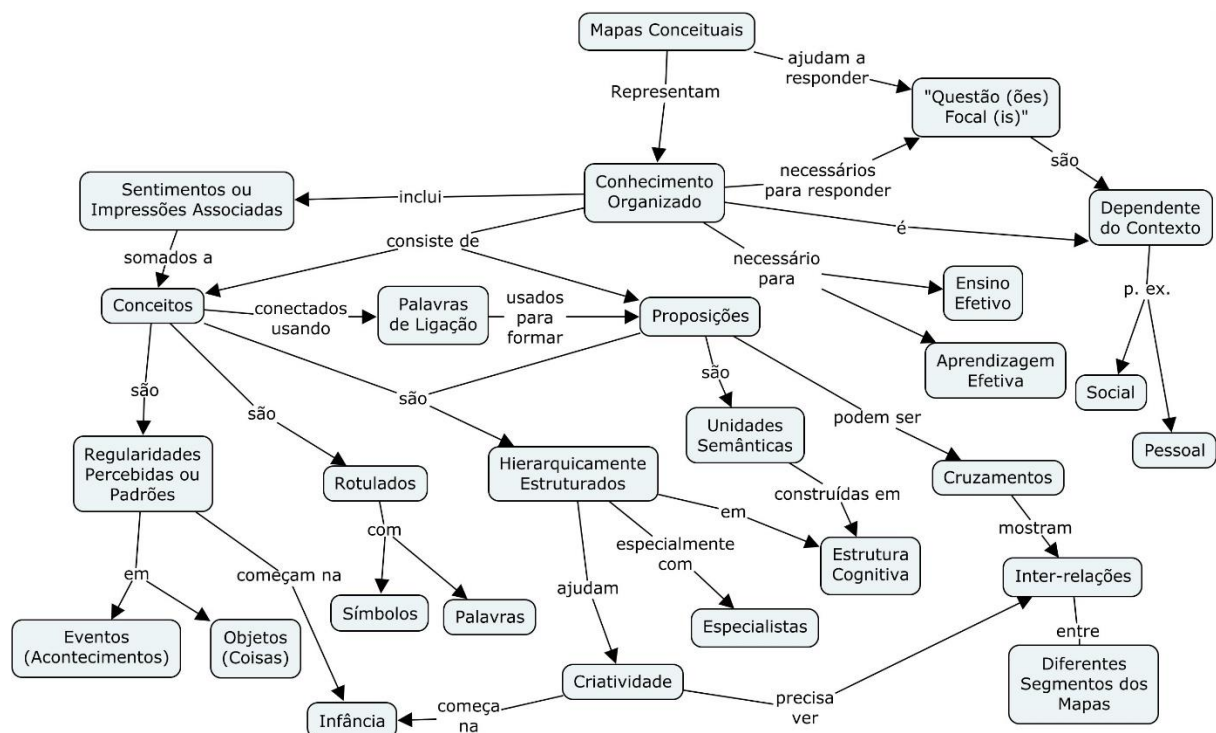 Mapas Conceituais
ajudam a
responder
Representam
"Questão (ões)
Focal (is)"
são
necessários
para responder
Conhecimento
Organizado
inclui
Sentimentos ou
Impressões Associadas
Dependente
do Contexto
é
consiste de
somados a
necessário
para
Ensino
Efetivo
p. ex.
Conceitos
conectados
usando
Palavras
de Ligação
usados
para
formar
Proposições
Aprendizagem
Efetiva
Social
são
são
são
são
podem ser
Unidades
Semânticas
Pessoal
Regularidades
Percebidas ou
Padrões
Rotulados
Hierarquicamente
Estruturados
Cruzamentos
construídas em
em
mostram
com
especialmente
com
Estrutura
Cognitiva
em
começam na
ajudam
Inter-relações
Símbolos
Palavras
Especialistas
Eventos
(Acontecimentos)
Objetos
(Coisas)
entre
Diferentes
Segmentos dos
Mapas
Criatividade
precisa
ver
começa
na
Infância